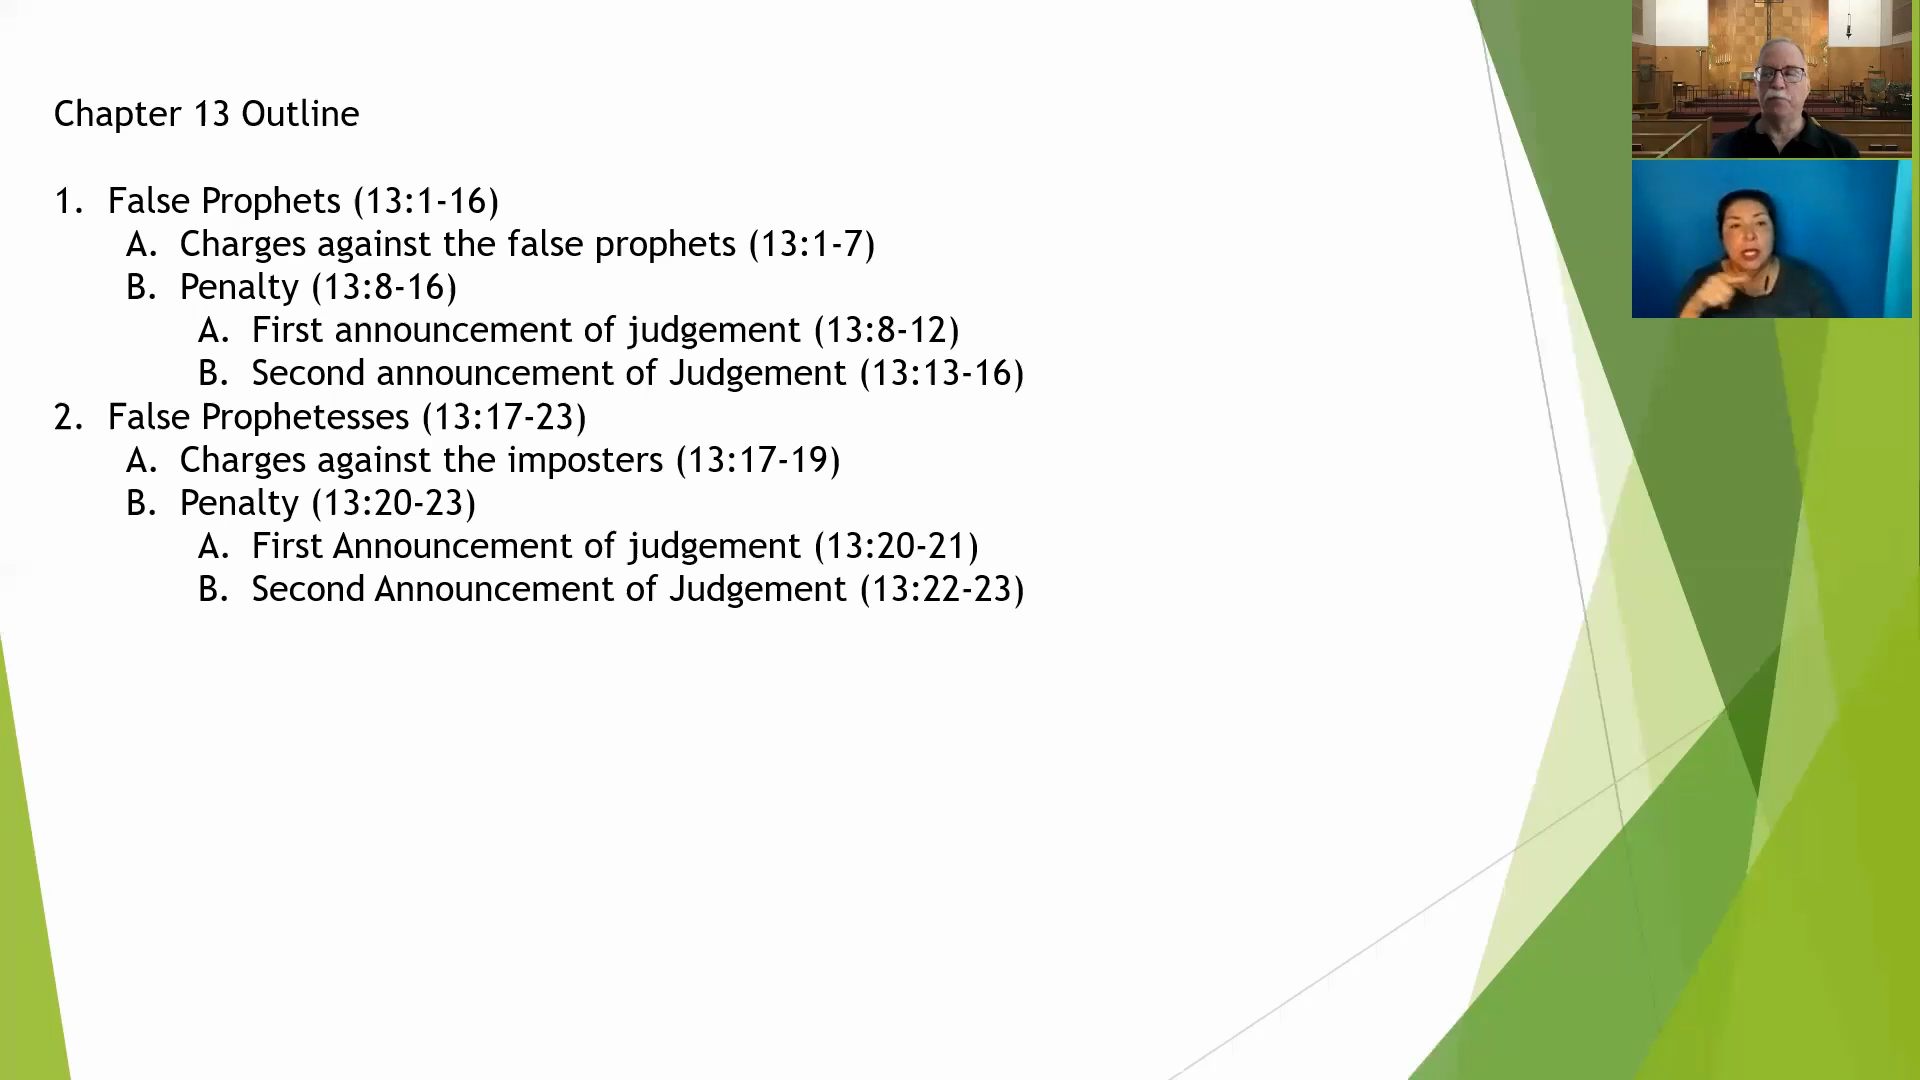 Chapter 13 Outline
1. False Prophets (13:1-16)
A. Charges against the false prophets (13:1-7)
B. Penalty (13:8-16)
A. First announcement of judgement (13:8-12)
B. Second announcement of Judgement (13:13-16)
2. False Prophetesses (13:17-23)
A. Charges against the imposters (13:17-19)
B. Penalty (13:20-23)
A. First Announcement of judgement (13:20-21)
B. Second Announcement of Judgement (13:22-23)